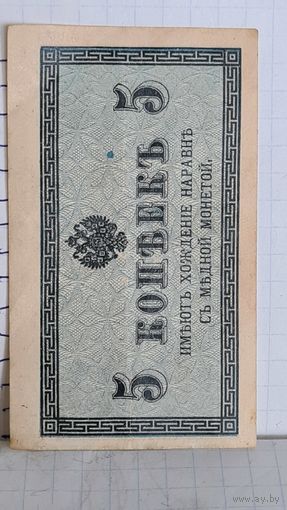 5 КОПѢЕКЪ 5
ИМѢЮТЪ ХОЖДЕНІЕ НАРАВНѢ
СЪ МѢДНОЙ МОНЕТОЙ.
www.ay.by